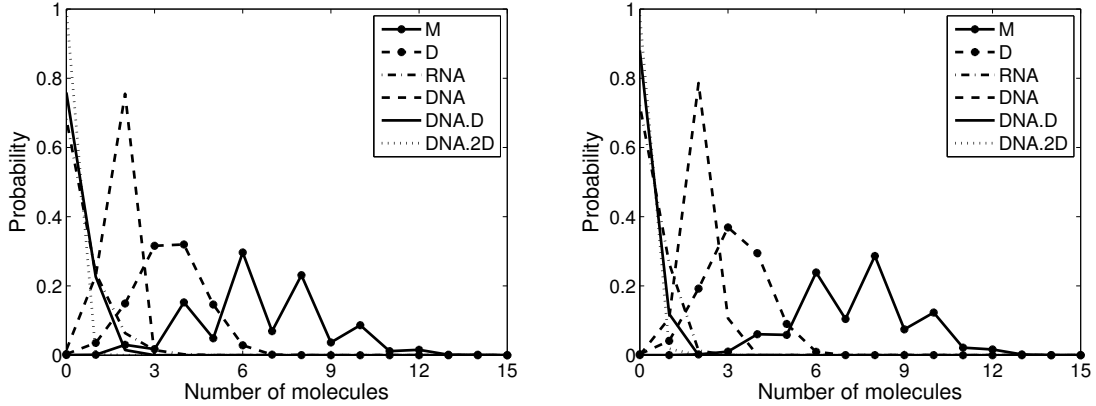 Probability
1
0.8
0.6
0.4
0.2
0
M
D
RNA
DNA
DNA.D
DNA.2D
0 3 6 9 12 15
Number of molecules
Probability
1
0.8
0.6
0.4
0.2
0
M
D
RNA
DNA
DNA.D
DNA.2D
0 3 6 9 12 15
Number of molecules